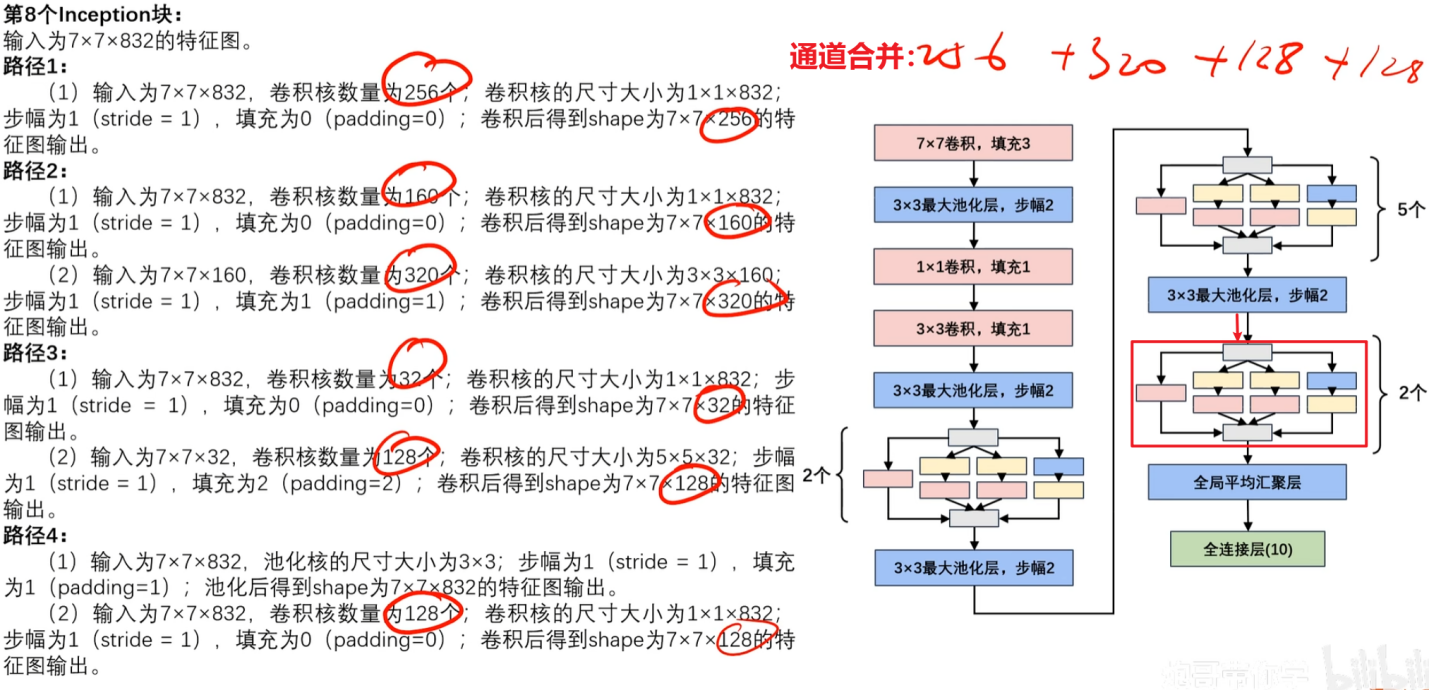 第8个Inception块：
输入为7×7×832的特征图。
路径1：
（1）输入为7×7×832，卷积核数量为256个；卷积核的尺寸大小为1×1×832；
步幅为1（stride = 1），填充为0（padding=0）；卷积后得到shape为7×7×256的特
征图输出。
路径2：
（1）输入为7×7×832，卷积核数量为160个；卷积核的尺寸大小为1×1×832；
步幅为1（stride = 1），填充为0（padding=0）；卷积后得到shape为7×7×160的特
征图输出。
（2）输入为7×7×160，卷积核数量为320个；卷积核的尺寸大小为3×3×160；
步幅为1（stride = 1），填充为1（padding=1）；卷积后得到shape为7×7×320的特
征图输出。
路径3：
（1）输入为7×7×832，卷积核数量为32个；卷积核的尺寸大小为1×1×832；步
幅为1（stride = 1），填充为0（padding=0）；卷积后得到shape为7×7×32的特征
图输出。
（2）输入为7×7×32，卷积核数量为128个；卷积核的尺寸大小为5×5×32；步幅
为1（stride = 1），填充为2（padding=2）；卷积后得到shape为7×7×128的特征图
输出。
路径4：
（1）输入为7×7×832，池化核的尺寸大小为3×3；步幅为1（stride = 1），填充
为1（padding=1）；池化后得到shape为7×7×832的特征图输出。
（2）输入为7×7×832，卷积核数量为128个；卷积核的尺寸大小为1×1×832；
步幅为1（stride = 1），填充为0（padding=0）；卷积后得到shape为7×7×128的特
征图输出。
通道合并:256 +320 +128 +128
7×7卷积，填充3
3×3最大池化层，步幅2
1×1卷积，填充1
3×3卷积，填充1
3×3最大池化层，步幅2
2个
3×3最大池化层，步幅2
5个
3×3最大池化层，步幅2
2个
全局平均汇聚层
全连接层(10)
炮哥带你学
bilibili